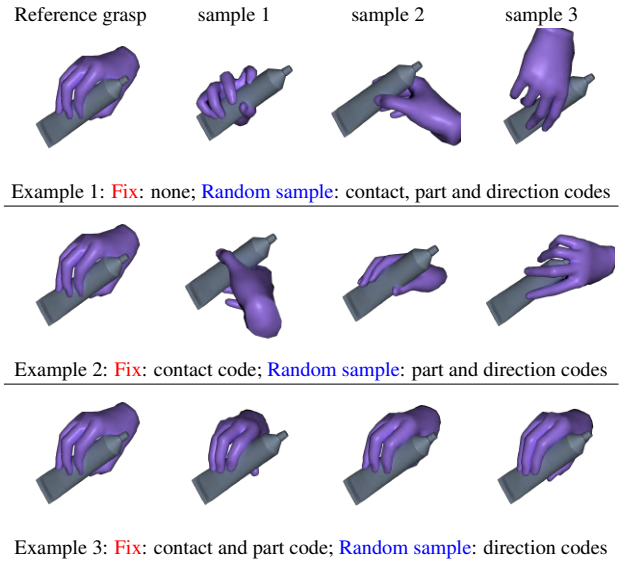 Reference grasp sample 1 sample 2 sample 3
Example 1: Fix: none; Random sample: contact, part and direction codes
Example 2: Fix: contact code; Random sample: part and direction codes
Example 3: Fix: contact and part code; Random sample: direction codes